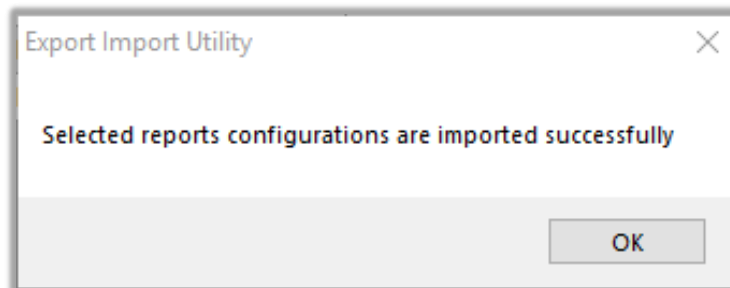 Export Import Utility
Selected reports configurations are imported successfully
OK